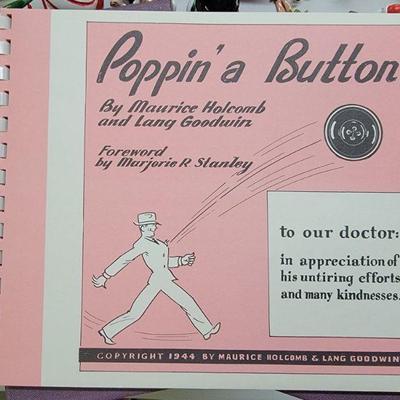 Poppin' a Button
By Maurice Holcomb
and Lang Goodwin
Foreword
by Marjorie R. Stanley
to our doctor:
in appreciation of
his untiring efforts
and many kindnesses.
COPYRIGHT 1944 BY MAURICE HOLCOMB & LANG GOODWIN